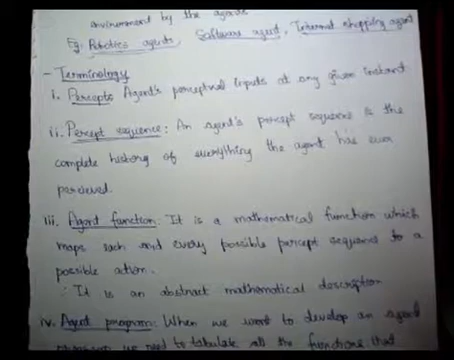 environment by the agents
Eg: Robotics agents, Software agent, Internet shopping agent
- Terminology
i. Percepts Agent's perceptual inputs at any given instant
ii. Percept sequence: An agent's percept sequence is the
complete history of everything the agent has ever
percieved.
iii. Agent function: It is a mathematical function which
maps each and every possible percept sequence to a
possible action.
∴ It is an abstract mathematical description
iv. Agent program: When we want to develop an agent
program we need to tabulate all the functions that